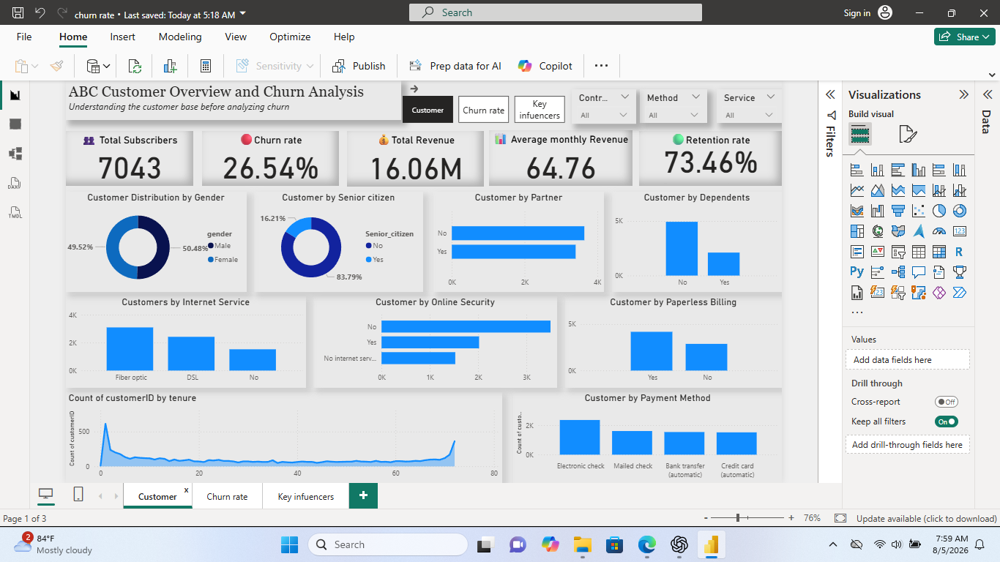 churn rate • Last saved: Today at 5:18 AM
Search
Sign in
File
Home
Insert
Modeling
View
Optimize
Help
Share
Sensitivity
Publish
Prep data for AI
Copilot
ABC Customer Overview and Churn Analysis
Understanding the customer base before analyzing churn
Customer
Churn rate
Key
infuencers
Contr...
All
Method
All
Service
All
Total Subscribers
7043
Churn rate
26.54%
Total Revenue
16.06M
Average monthly Revenue
64.76
Retention rate
73.46%
Customer Distribution by Gender
49.52%
50.48%
gender
Male
Female
Customer by Senior citizen
16.21%
83.79%
Senior_citizen
No
Yes
Customer by Partner
No
Yes
0K
2K
4K
Customer by Dependents
5K
0K
No
Yes
Customers by Internet Service
4K
2K
0K
Fiber optic
DSL
No
Customer by Online Security
No
Yes
No internet serv...
0K
1K
2K
3K
Customer by Paperless Billing
5K
0K
Yes
No
Count of customerID by tenure
Count of customerID
500
0
0
20
40
60
80
Customer by Payment Method
Count of custo...
2K
0K
Electronic check
Mailed check
Bank transfer
(automatic)
Credit card
(automatic)
Filters
Visualizations
Build visual
123
R
Py
123
...
Values
Add data fields here
Drill through
Cross-report
Off
Keep all filters
On
Add drill-through fields here
Data
DAX
TMDL
Customer
x
Churn rate
Key infuencers
+
Page 1 of 3
-
+
76%
Update available (click to download)
2
84°F
Mostly cloudy
Search
7:59 AM
8/5/2026